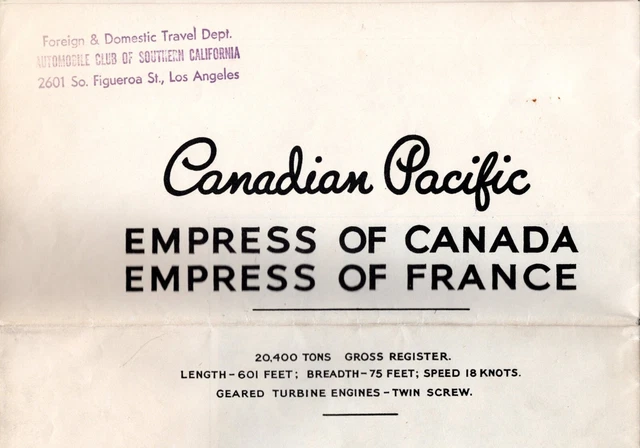 Foreign & Domestic Travel Dept.
AUTOMOBILE CLUB OF SOUTHERN CALIFORNIA
2601 So. Figueroa St., Los Angeles
Canadian Pacific
EMPRESS OF CANADA
EMPRESS OF FRANCE
20,400 TONS GROSS REGISTER.
LENGTH-601 FEET; BREADTH-75 FEET; SPEED 18 KNOTS.
GEARED TURBINE ENGINES-TWIN SCREW.